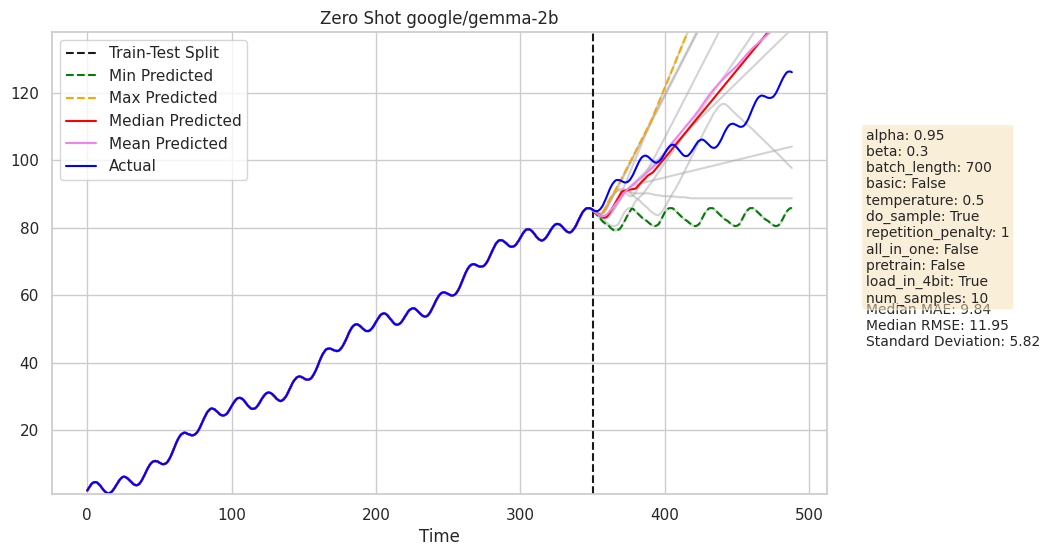 Zero Shot google/gemma-2b
Train-Test Split
Min Predicted
Max Predicted
Median Predicted
Mean Predicted
Actual
120
100
80
60
40
20
0
100
200
300
400
500
Time
alpha: 0.95
beta: 0.3
batch_length: 700
basic: False
temperature: 0.5
do_sample: True
repetition_penalty: 1
all_in_one: False
pretrain: False
load_in_4bit: True
num_samples: 10
Median MAE: 9.84
Median RMSE: 11.95
Standard Deviation: 5.82